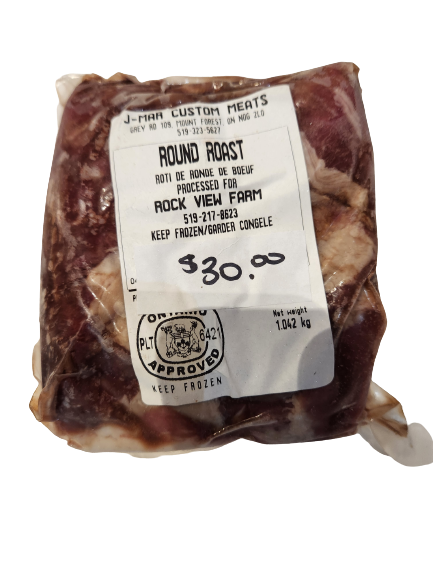 J-MAR CUSTOM MEATS
GREY RD 109, MOUNT FOREST ON N0G 2L0
519-323-5627
ROUND ROAST
ROTI DE RONDE DE BOEUF
PROCESSED FOR
ROCK VIEW FARM
519-217-8623
KEEP FROZEN/GARDER CONGELE
$30.00
Net Weight
1.042 kg
ONTARIO
PLT 6421
APPROVED
KEEP FROZEN